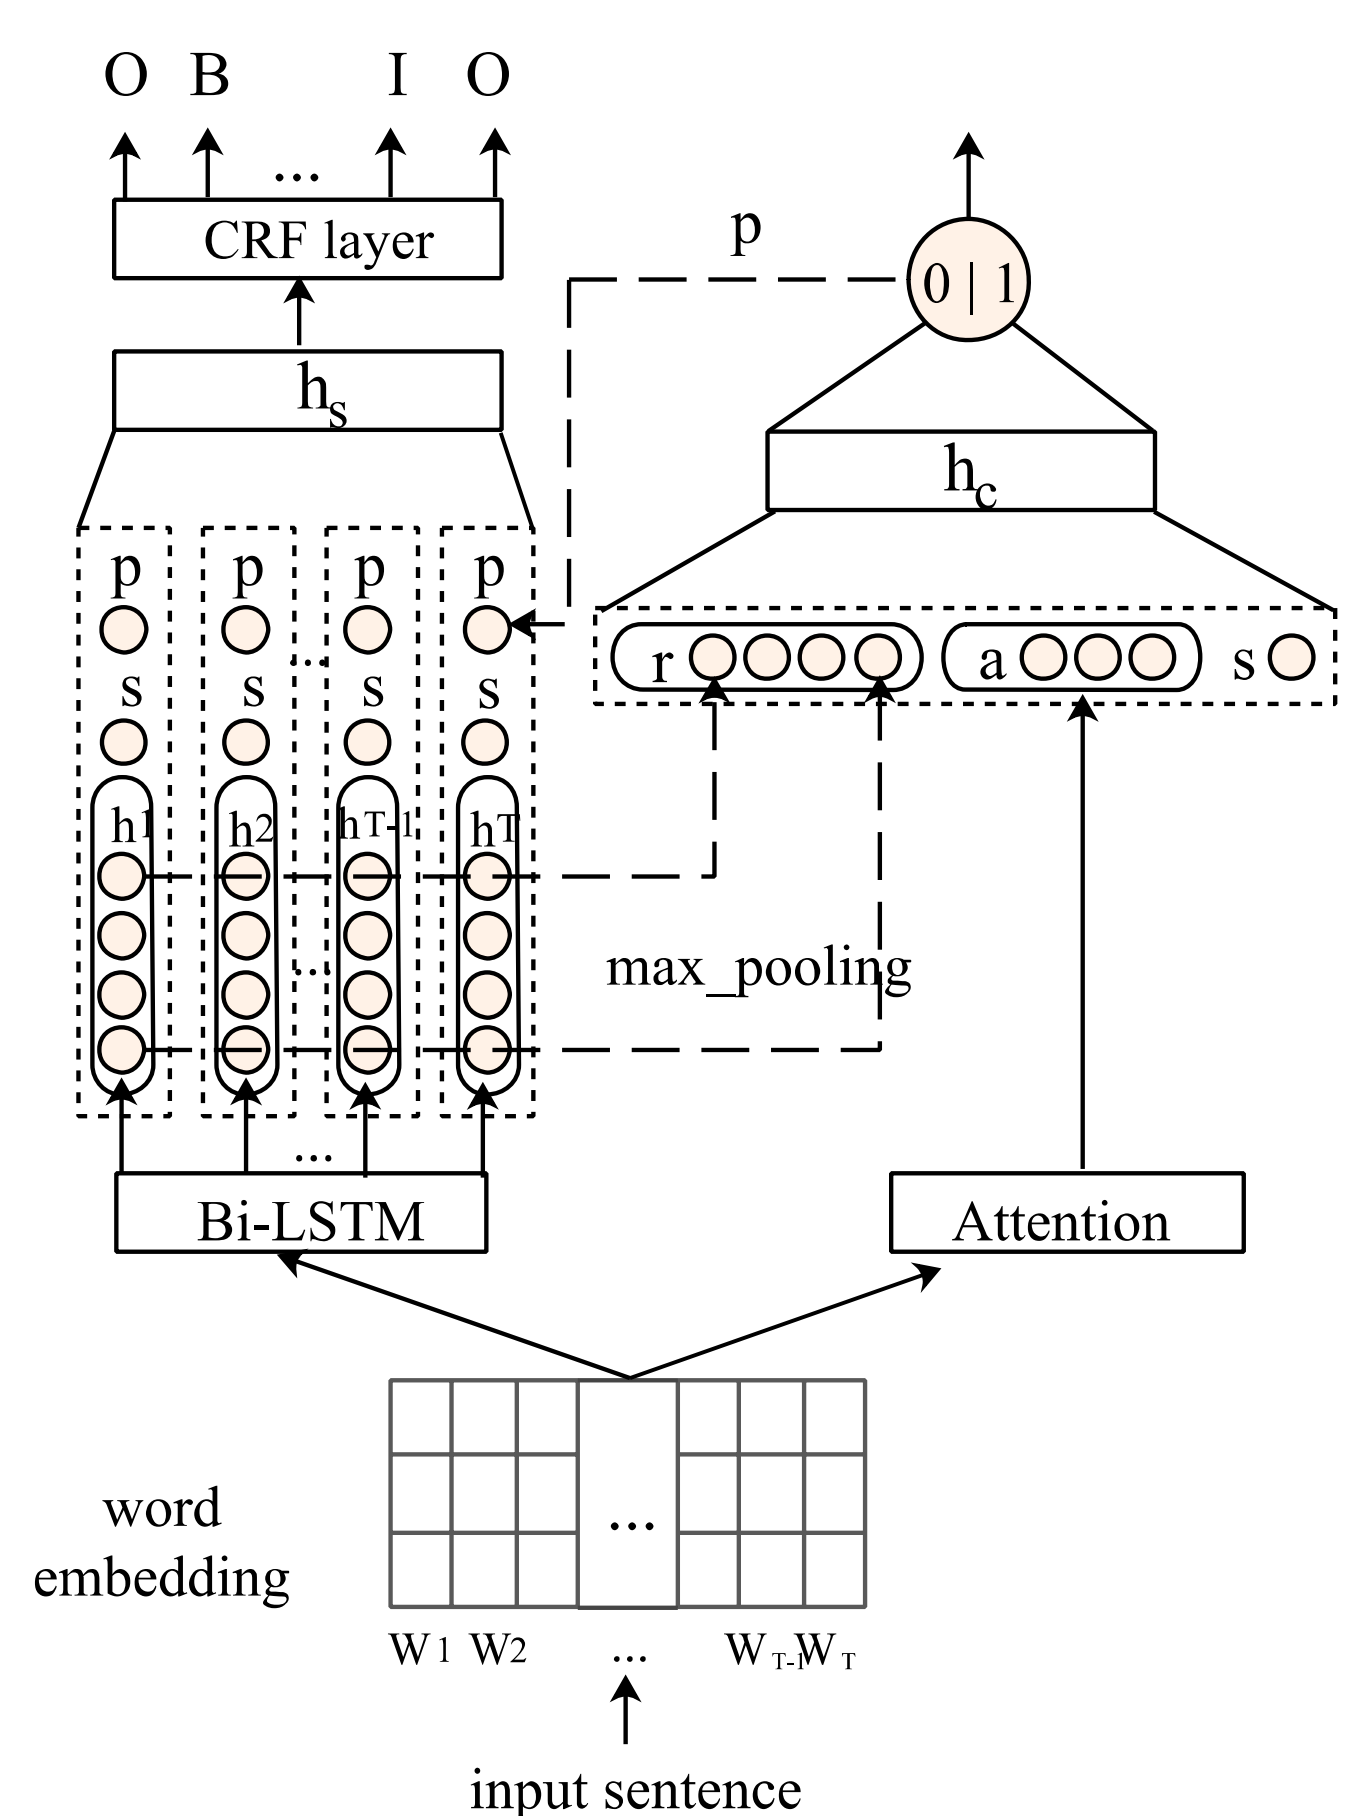 O B I O
...
CRF layer
p
0 | 1
hs
hc
p p p p
...
s s s s
r a s
h1 h2 hT-1 hT
...
max_pooling
...
Bi-LSTM
Attention
word
embedding
...
W1 W2 ... WT-1 WT
input sentence